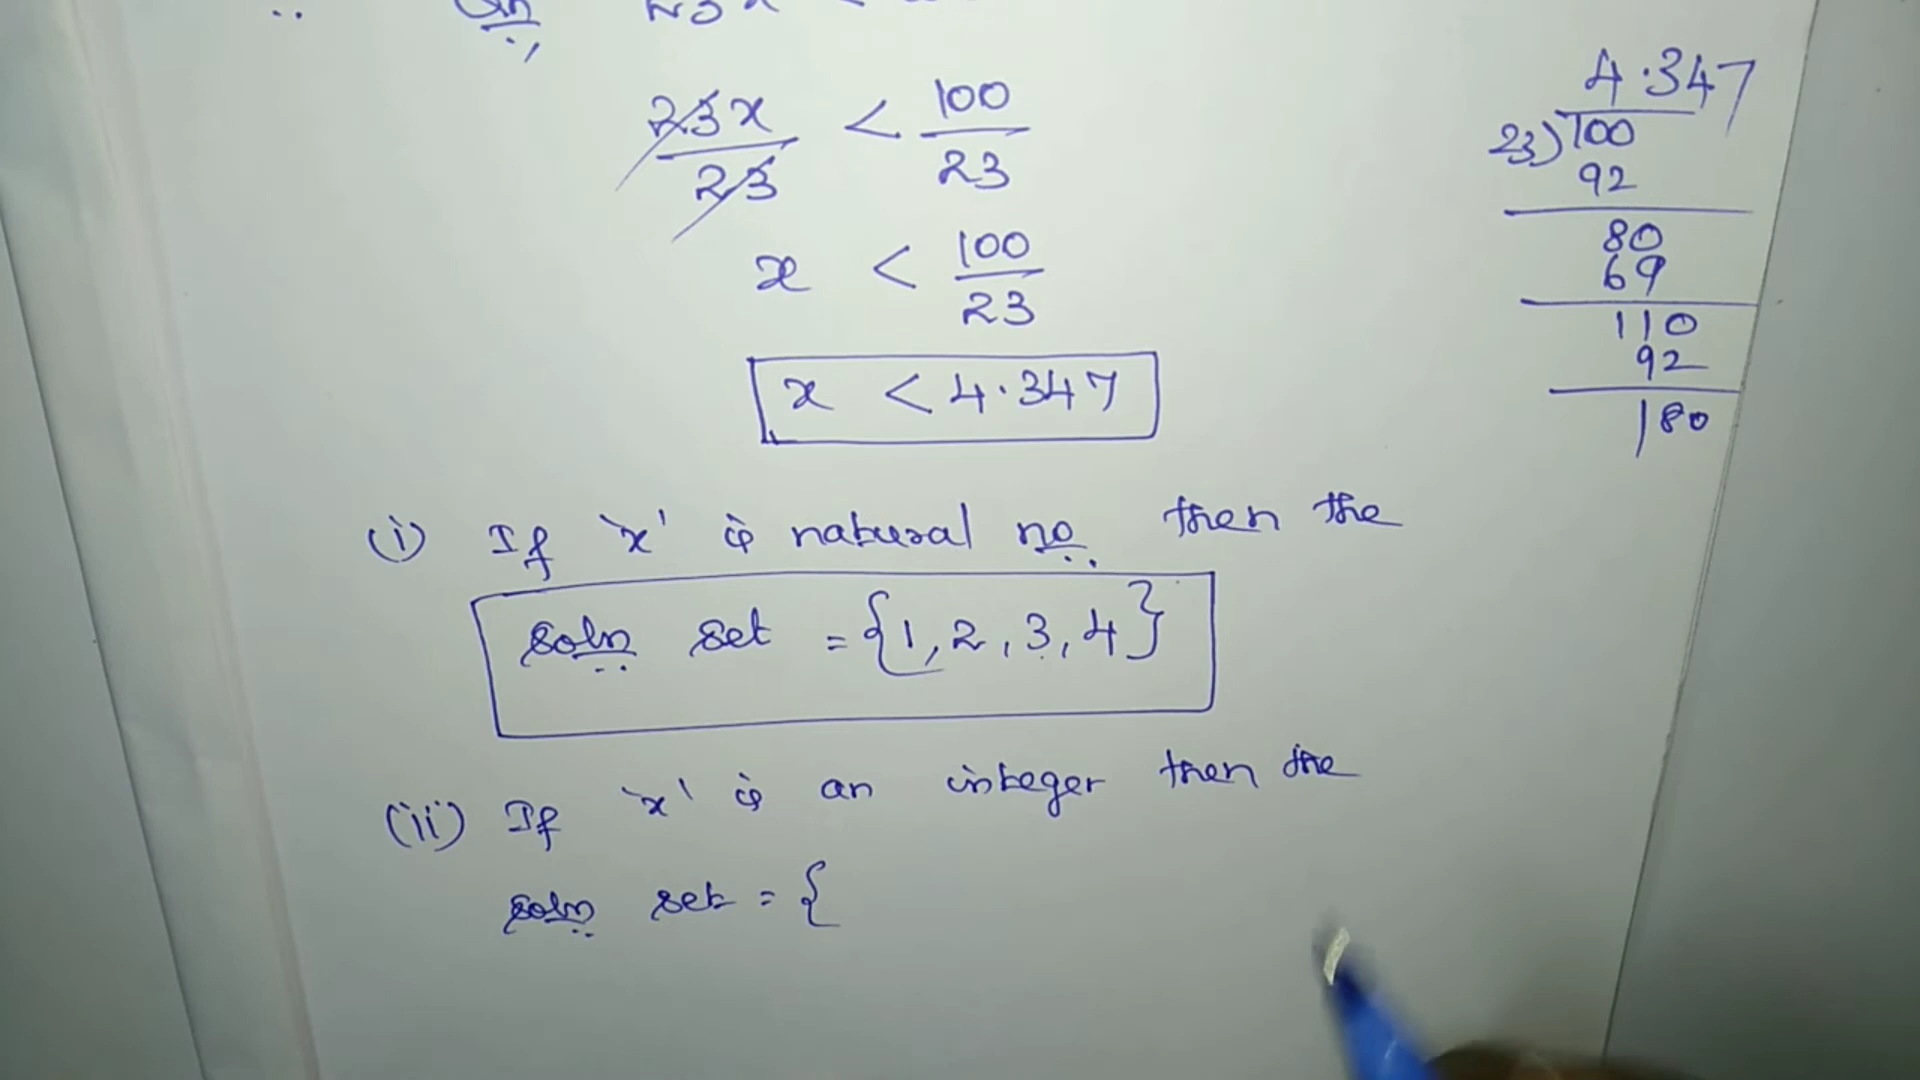 23x/23 < 100/23
x < 100/23
x < 4.347
(i) If 'x' is natural no. then the
soln set = {1, 2, 3, 4}
(ii) If 'x' is an integer then the
soln set = {
4.347
23)100
92
80
69
110
92
180